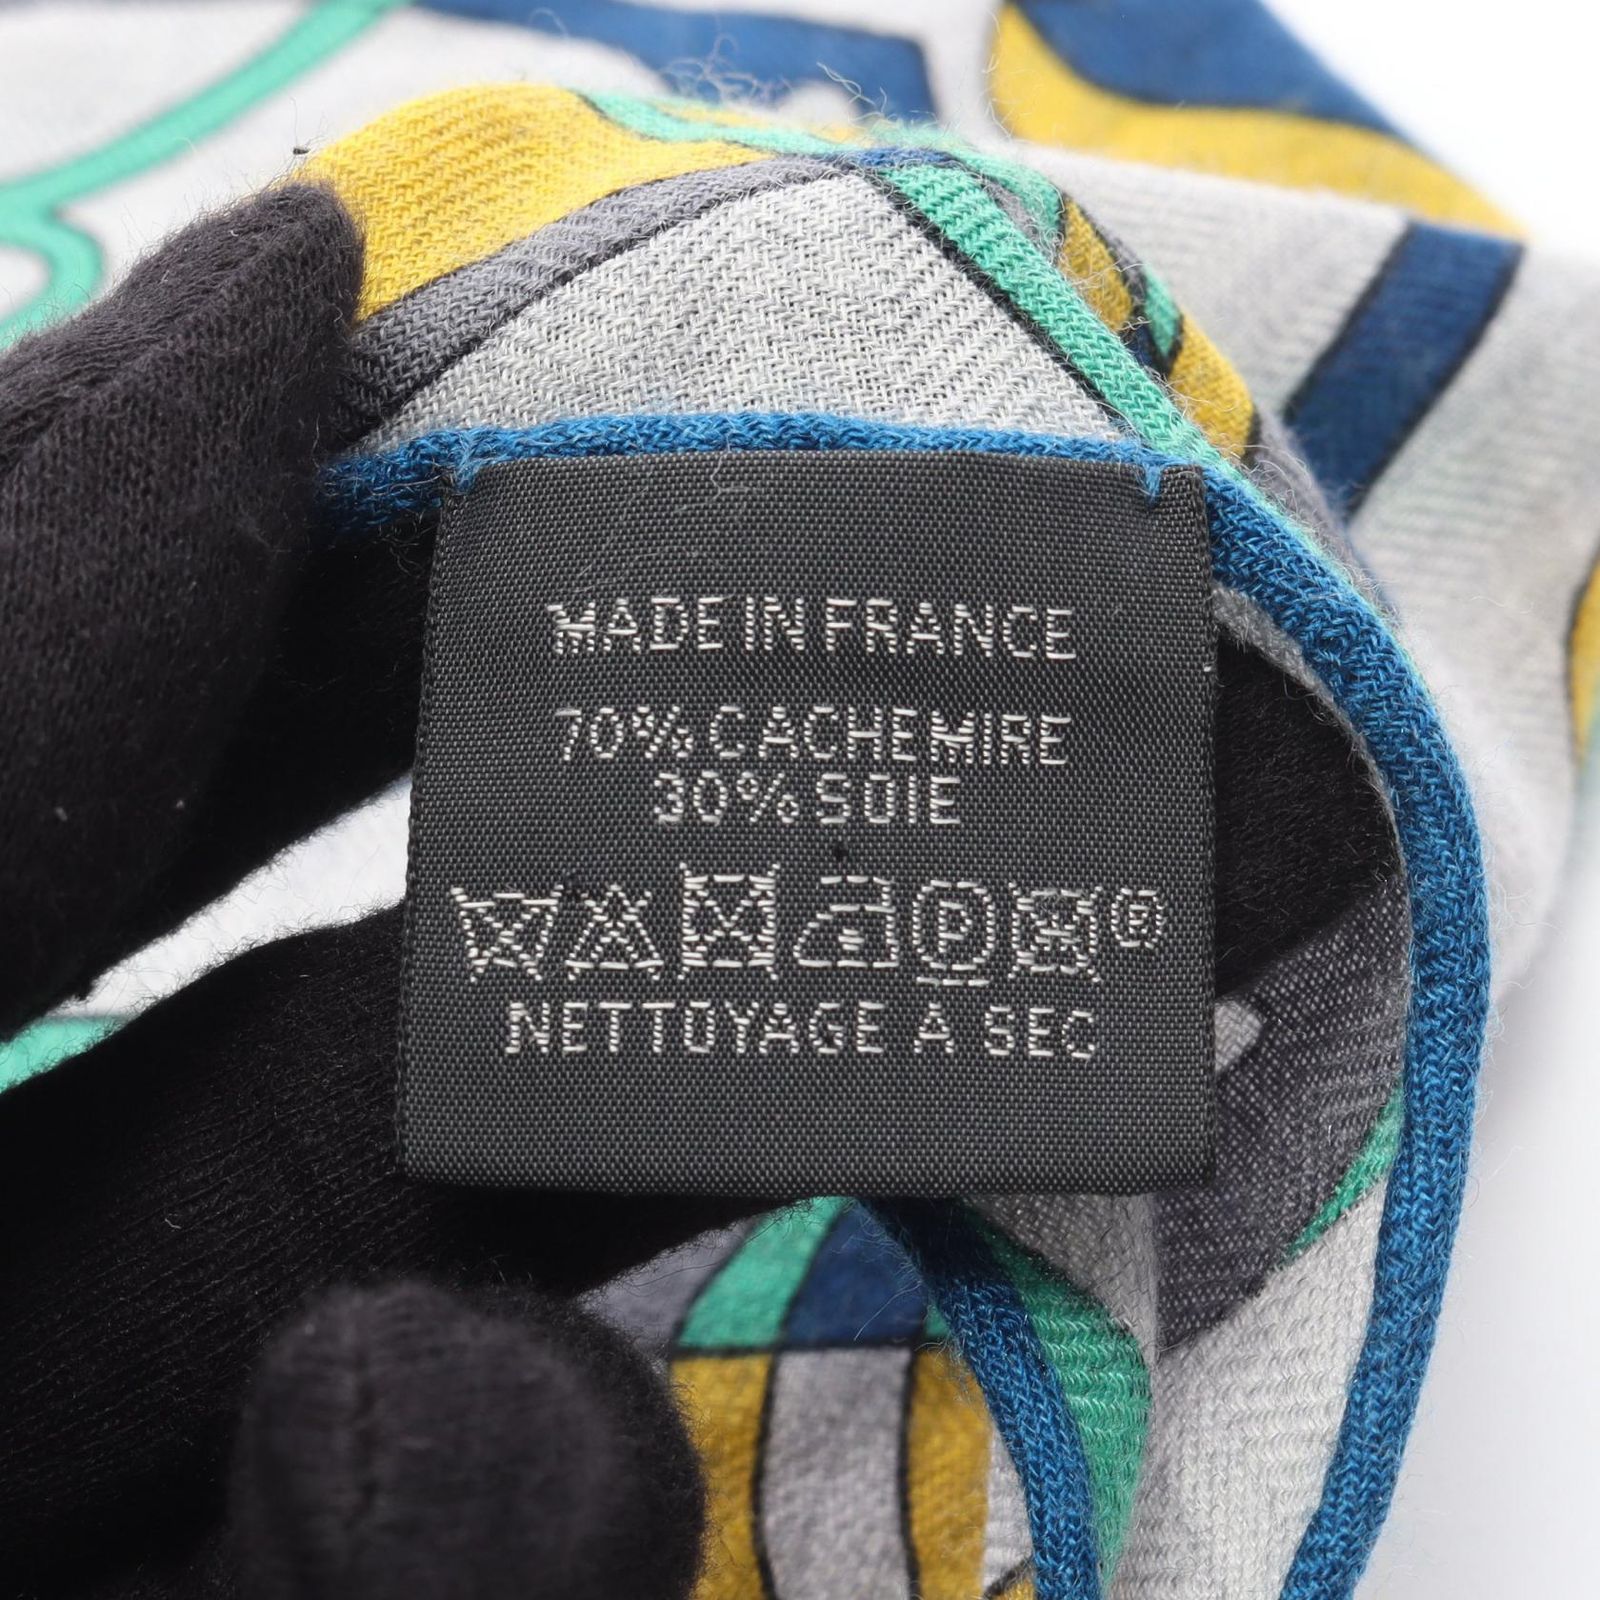 MADE IN FRANCE
70% CACHEMIRE
30% SOIE
P ®
NETTOYAGE A SEC